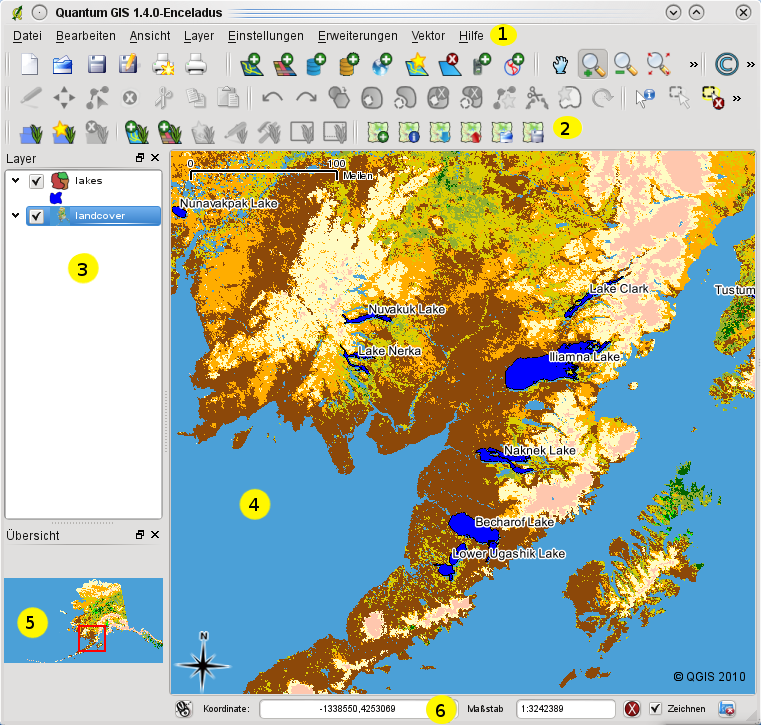 Quantum GIS 1.4.0-Enceladus
Datei Bearbeiten Ansicht Layer Einstellungen Erweiterungen Vektor Hilfe 1
2
Layer
lakes
landcover
3
0 100 Meilen
Nunavakpak Lake
Lake Clark
Tustum
Nuvakuk Lake
Lake Nerka
Iliamna Lake
Naknek Lake
4
Becharof Lake
Lower Ugashik Lake
Übersicht
5
N
© QGIS 2010
Koordinate: -1338550,4253069 6 Maßstab 1:3242389 Zeichnen